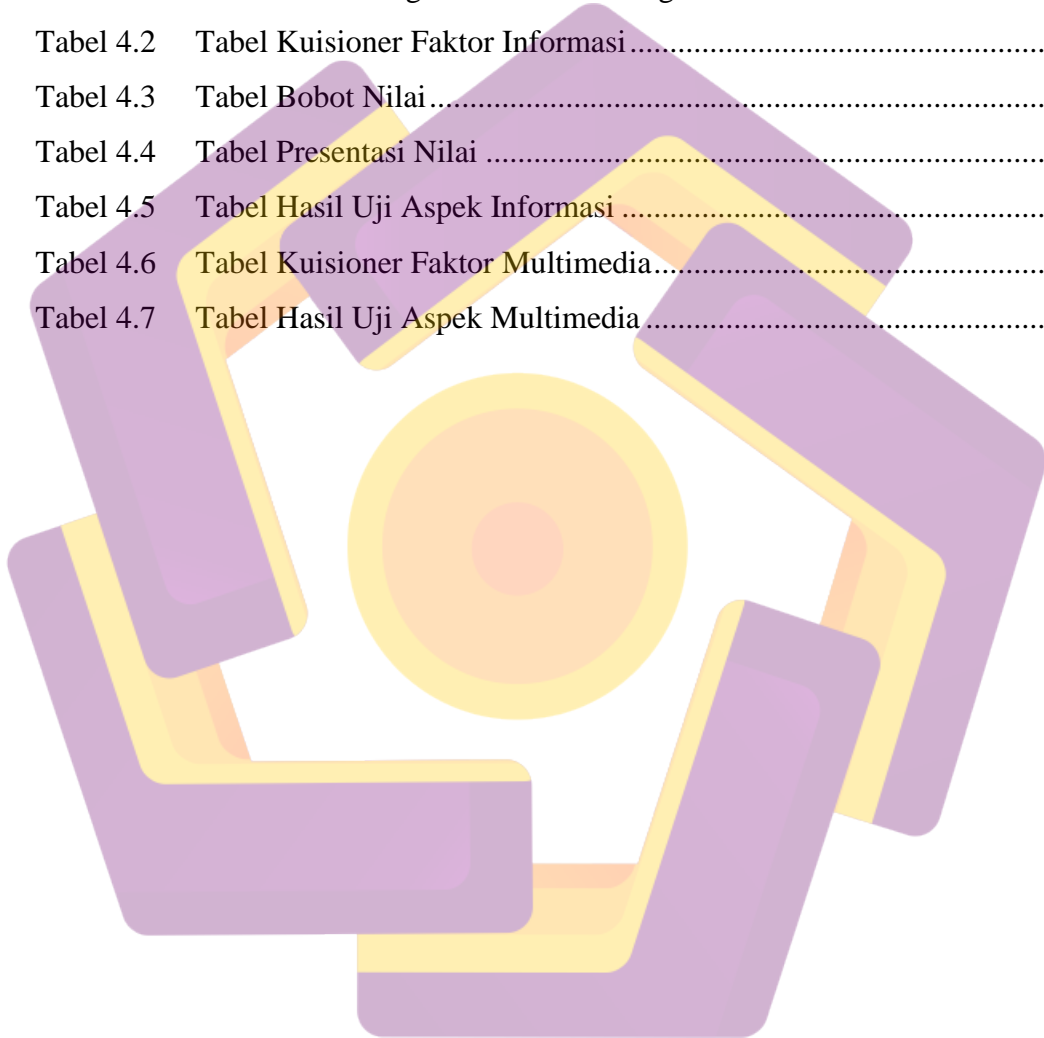 Tabel 4.2 Tabel Kuisioner Faktor Informasi................................................
Tabel 4.3 Tabel Bobot Nilai................................................
Tabel 4.4 Tabel Presentasi Nilai ................................................
Tabel 4.5 Tabel Hasil Uji Aspek Informasi ................................................
Tabel 4.6 Tabel Kuisioner Faktor Multimedia................................................
Tabel 4.7 Tabel Hasil Uji Aspek Multimedia ................................................